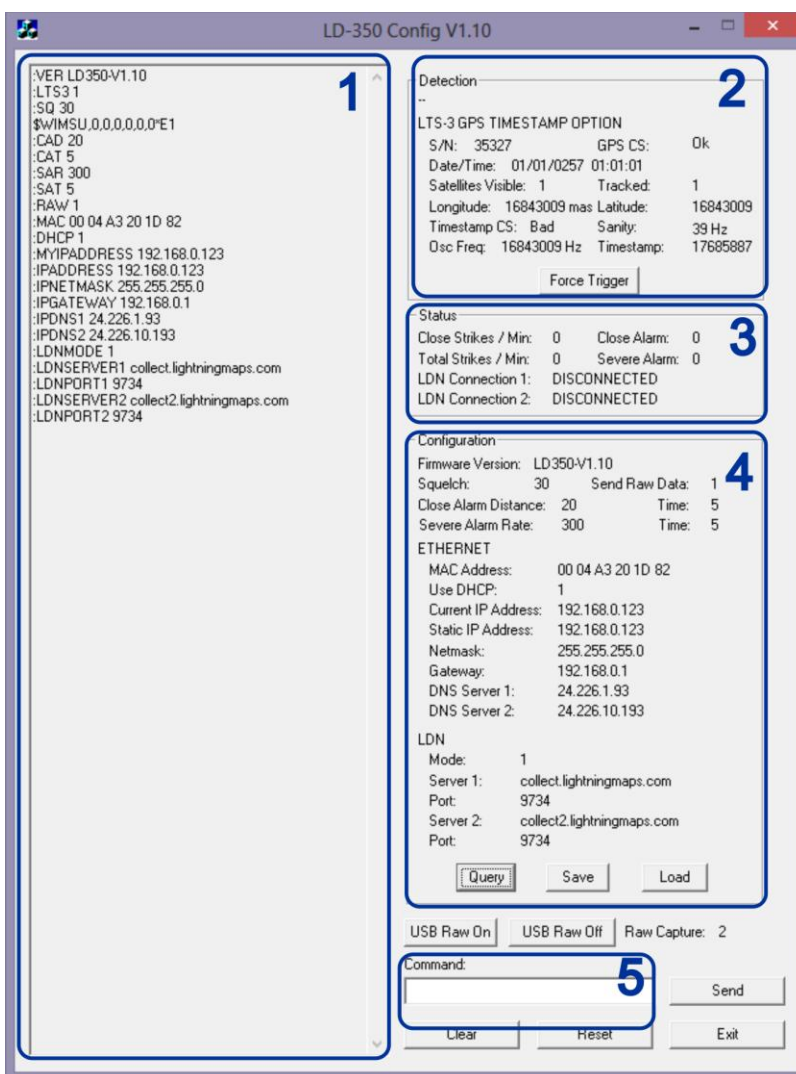 LD-350 Config V1.10
:VER LD350-V1.10
:LTS3 1
:SQ 30
$WIMSU,0,0,0,0,0,0*E1
:CAD 20
:CAT 5
:SAR 300
:SAT 5
:RAW 1
:MAC 00 04 A3 20 1D 82
:DHCP 1
:MYIPADDRESS 192.168.0.123
:IPADDRESS 192.168.0.123
:IPNETMASK 255.255.255.0
:IPGATEWAY 192.168.0.1
:IPDNS1 24.226.1.93
:IPDNS2 24.226.10.193
:LDNMODE 1
:LDNSERVER1 collect.lightningmaps.com
:LDNPORT1 9734
:LDNSERVER2 collect2.lightningmaps.com
:LDNPORT2 9734
1
Detection
2
--
LTS-3 GPS TIMESTAMP OPTION
S/N: 35327 GPS CS: Ok
Date/Time: 01/01/0257 01:01:01
Satellites Visible: 1 Tracked: 1
Longitude: 16843009 mas Latitude: 16843009
Timestamp CS: Bad Sanity: 39 Hz
Osc Freq: 16843009 Hz Timestamp: 17685887
Force Trigger
Status
3
Close Strikes / Min: 0 Close Alarm: 0
Total Strikes / Min: 0 Severe Alarm: 0
LDN Connection 1: DISCONNECTED
LDN Connection 2: DISCONNECTED
Configuration
4
Firmware Version: LD350-V1.10
Squelch: 30 Send Raw Data: 1
Close Alarm Distance: 20 Time: 5
Severe Alarm Rate: 300 Time: 5
ETHERNET
MAC Address: 00 04 A3 20 1D 82
Use DHCP: 1
Current IP Address: 192.168.0.123
Static IP Address: 192.168.0.123
Netmask: 255.255.255.0
Gateway: 192.168.0.1
DNS Server 1: 24.226.1.93
DNS Server 2: 24.226.10.193
LDN
Mode: 1
Server 1: collect.lightningmaps.com
Port: 9734
Server 2: collect2.lightningmaps.com
Port: 9734
Query Save Load
USB Raw On USB Raw Off Raw Capture: 2
Command:
5
Send
Clear Reset Exit